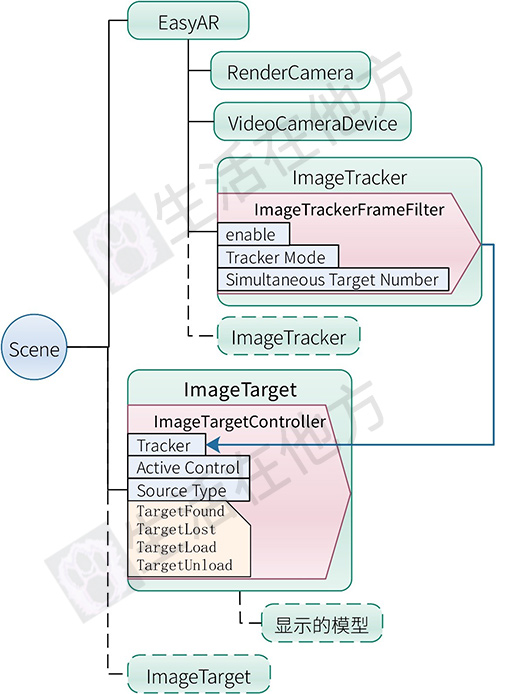 EasyAR
RenderCamera
VideoCameraDevice
ImageTracker
ImageTrackerFrameFilter
enable
Tracker Mode
Simultaneous Target Number
ImageTracker
Scene
ImageTarget
ImageTargetController
Tracker
Active Control
Source Type
TargetFound
TargetLost
TargetLoad
TargetUnload
显示的模型
ImageTarget
生活在他方
生活在他方